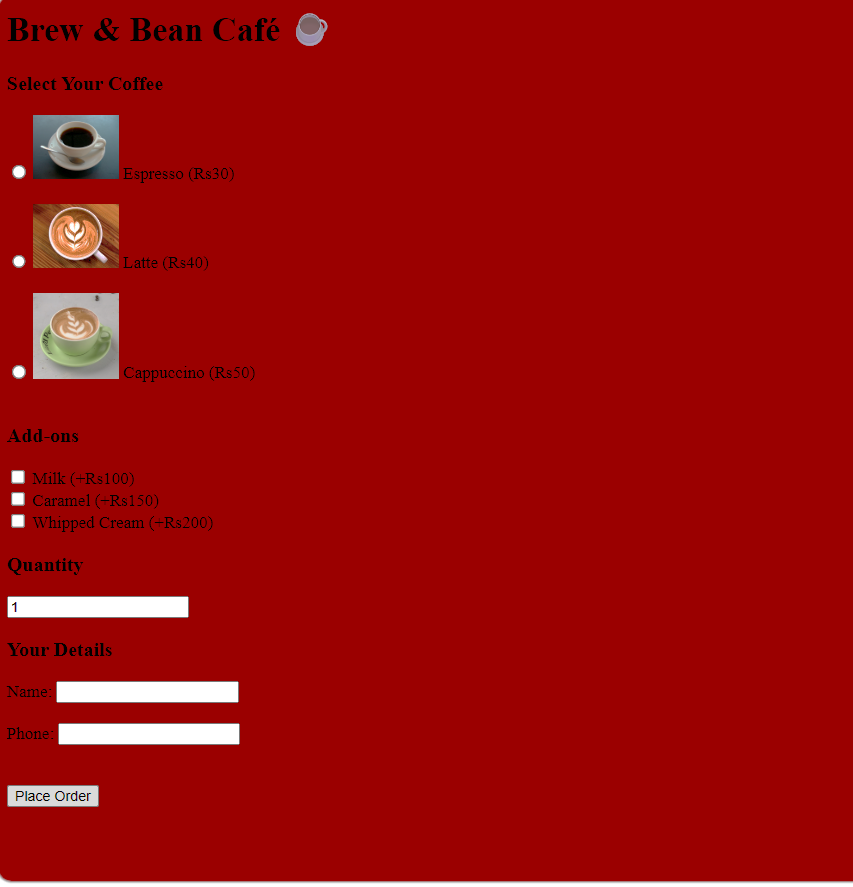 Brew & Bean Café
Select Your Coffee
Espresso (Rs30)
Latte (Rs40)
Cappuccino (Rs50)
Add-ons
Milk (+Rs100)
Caramel (+Rs150)
Whipped Cream (+Rs200)
Quantity
1
Your Details
Name:
Phone:
Place Order